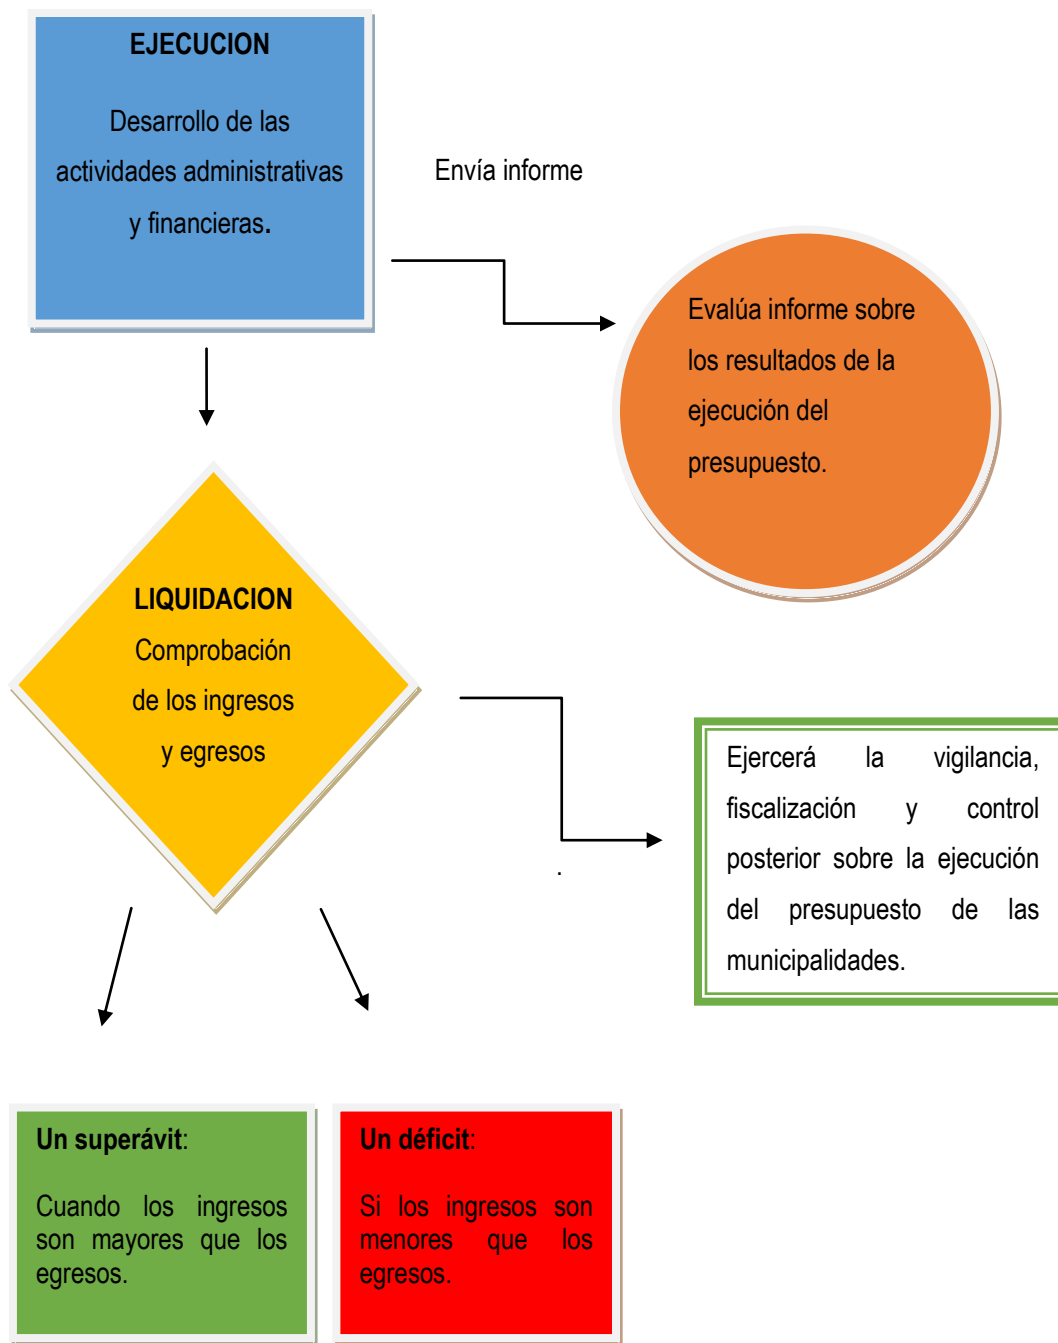 EJECUCION
Desarrollo de las
actividades administrativas
y financieras.
Envía informe
Evalúa informe sobre
los resultados de la
ejecución del
presupuesto.
LIQUIDACION
Comprobación
de los ingresos
y egresos
Ejercerá la vigilancia,
fiscalización y control
posterior sobre la ejecución
del presupuesto de las
municipalidades.
.
Un superávit:
Cuando los ingresos
son mayores que los
egresos.
Un déficit:
Si los ingresos son
menores que los
egresos.